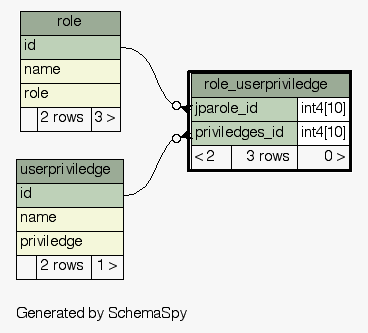 role
id
name
role
2 rows 3 >
role_userpriviledge
jparole_id int4[10]
priviledges_id int4[10]
< 2 3 rows 0 >
userpriviledge
id
name
priviledge
2 rows 1 >
Generated by SchemaSpy